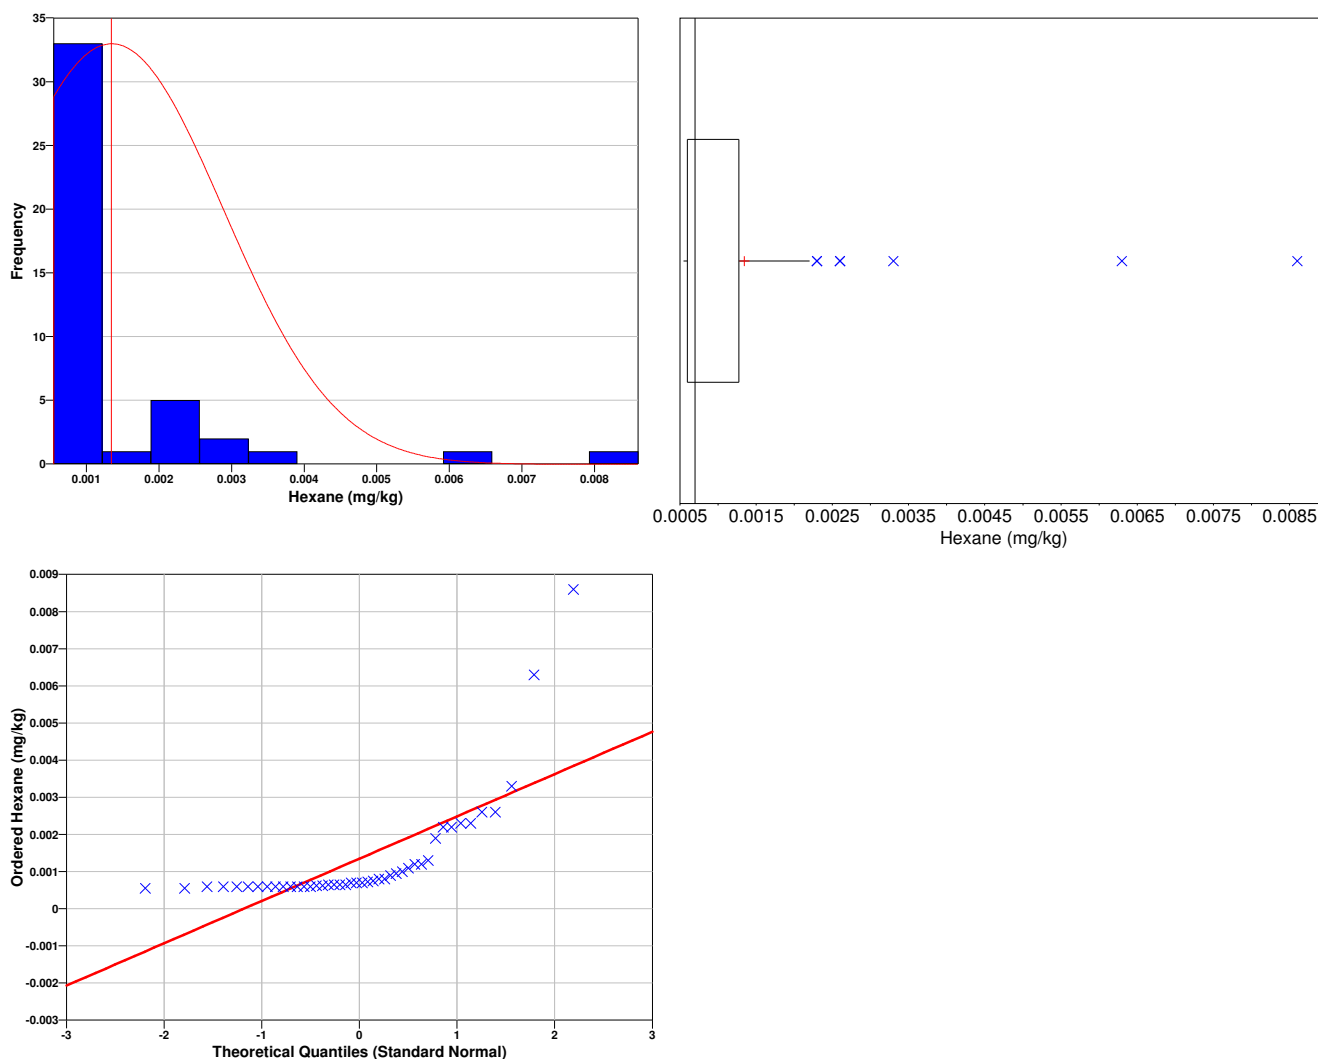 35
30
25
20
15
10
5
0
Frequency
0.001 0.002 0.003 0.004 0.005 0.006 0.007 0.008
Hexane (mg/kg)
0.0005 0.0015 0.0025 0.0035 0.0045 0.0055 0.0065 0.0075 0.0085
Hexane (mg/kg)
0.009
0.008
0.007
0.006
0.005
0.004
0.003
0.002
0.001
0
-0.001
-0.002
-0.003
Ordered Hexane (mg/kg)
-3 -2 -1 0 1 2 3
Theoretical Quantiles (Standard Normal)